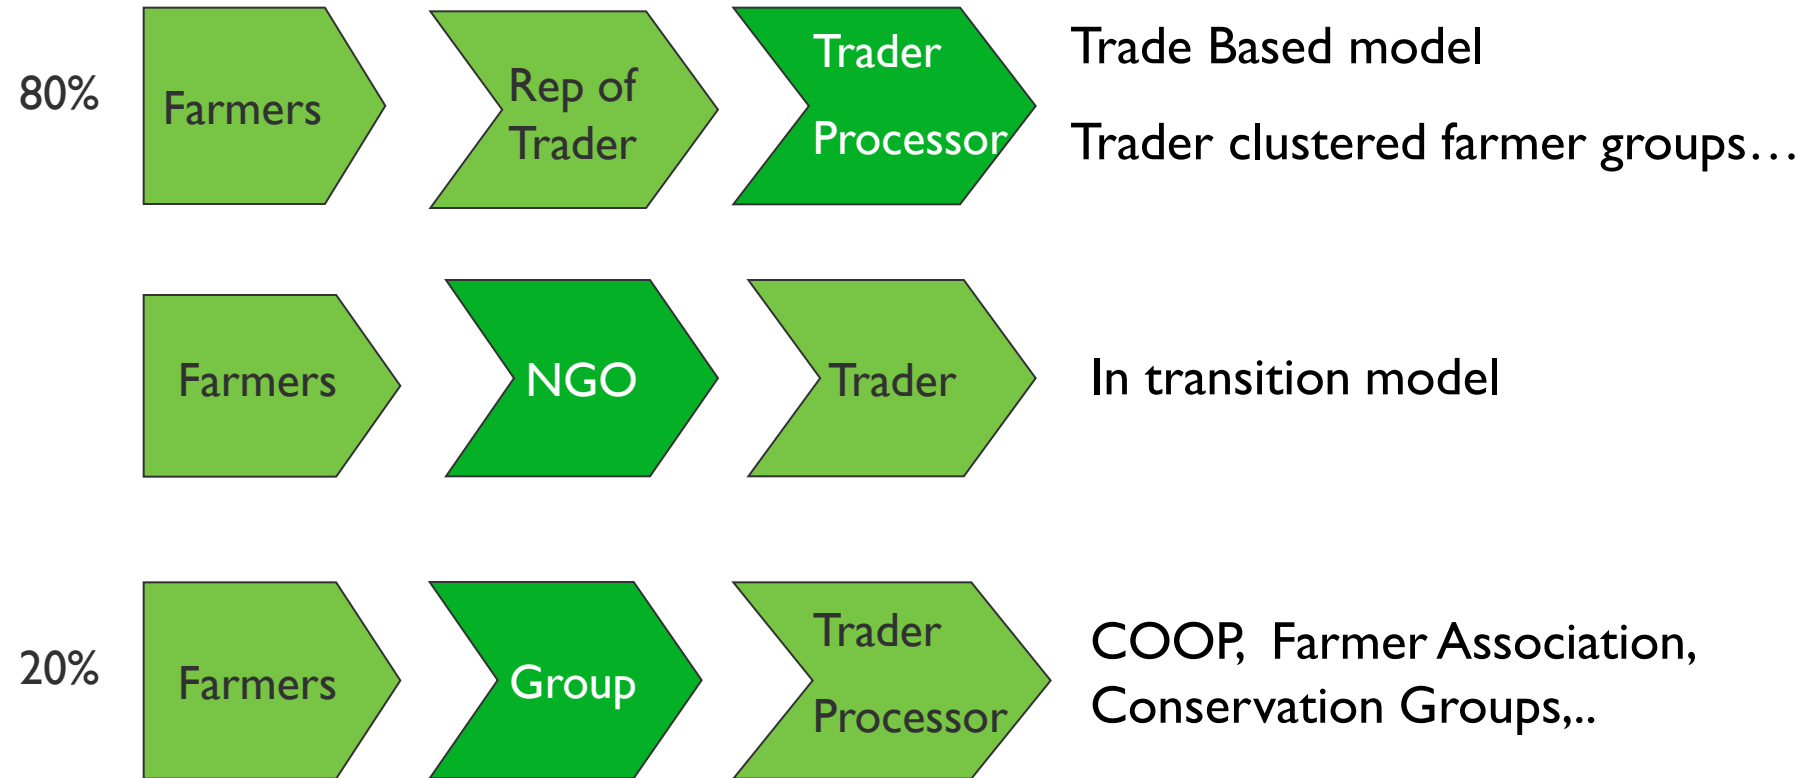 80%
Farmers
Rep of
Trader
Trader
Processor
Trade Based model
Trader clustered farmer groups…
Farmers
NGO
Trader
In transition model
20%
Farmers
Group
Trader
Processor
COOP, Farmer Association,
Conservation Groups,..